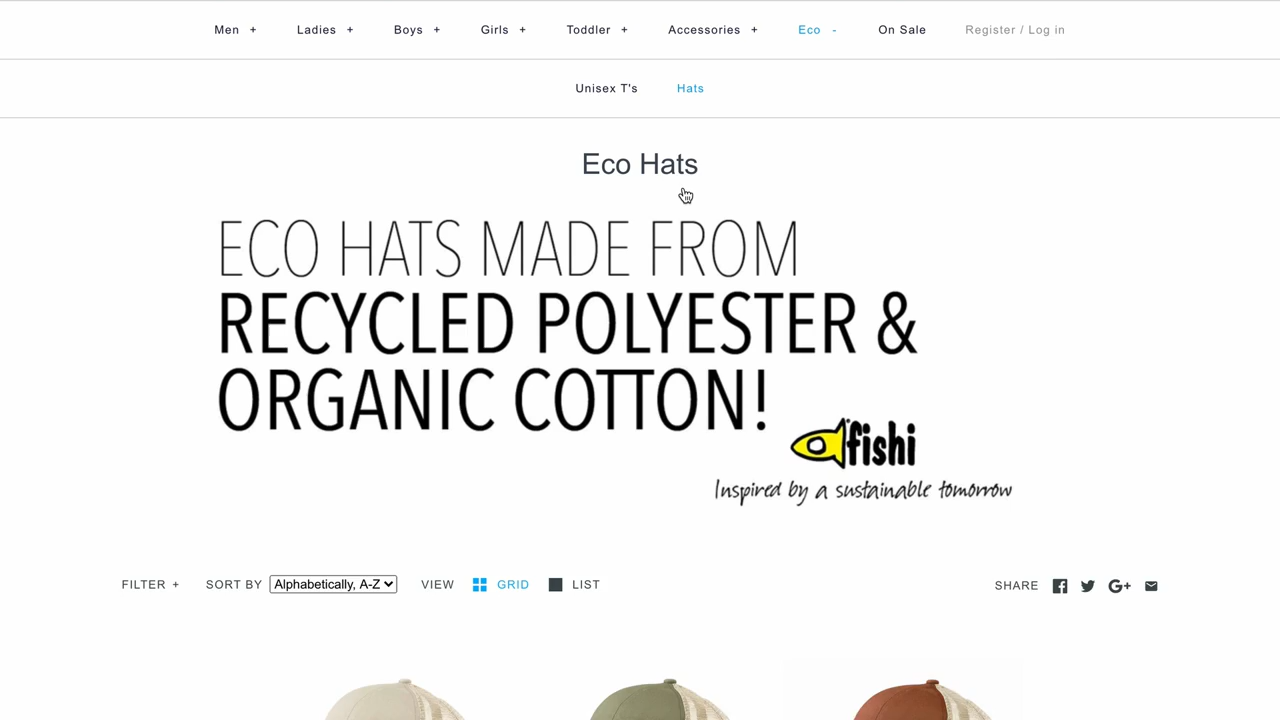 Men + Ladies + Boys + Girls + Toddler + Accessories + Eco - On Sale Register / Log in
Unisex T's Hats
Eco Hats
ECO HATS MADE FROM
RECYCLED POLYESTER &
ORGANIC COTTON!
fishi
Inspired by a sustainable tomorrow
FILTER + SORT BY Alphabetically, A-Z VIEW GRID LIST SHARE G+